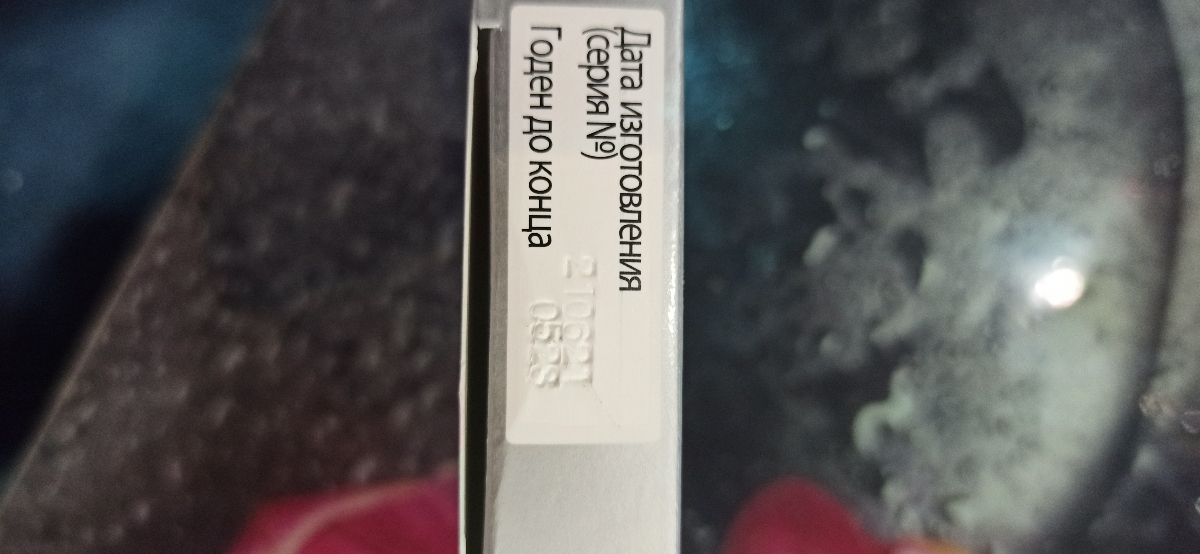 Дата изготовления
(серия №)
210621
Годен до конца
0528